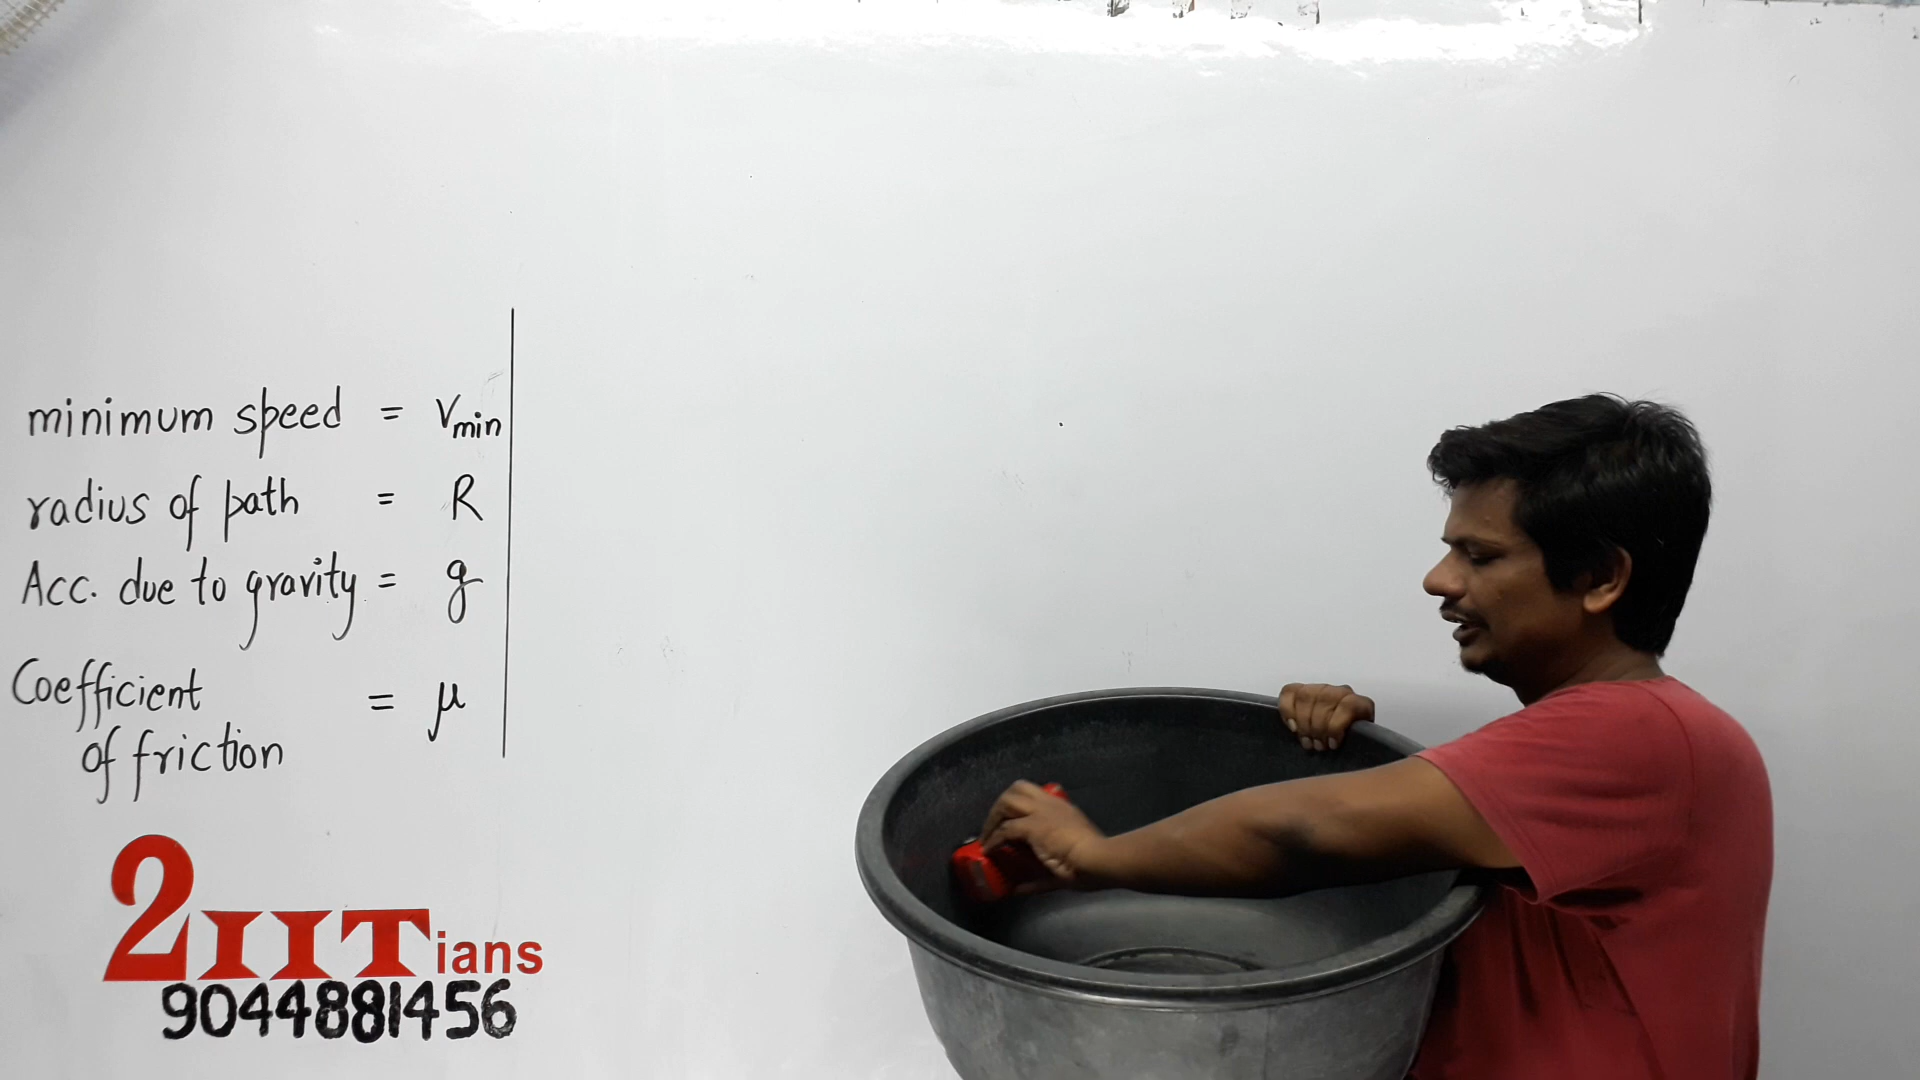 minimum speed = vmin
radius of path = R
Acc. due to gravity = g
Coefficient
of friction = μ
2IITians
9044881456